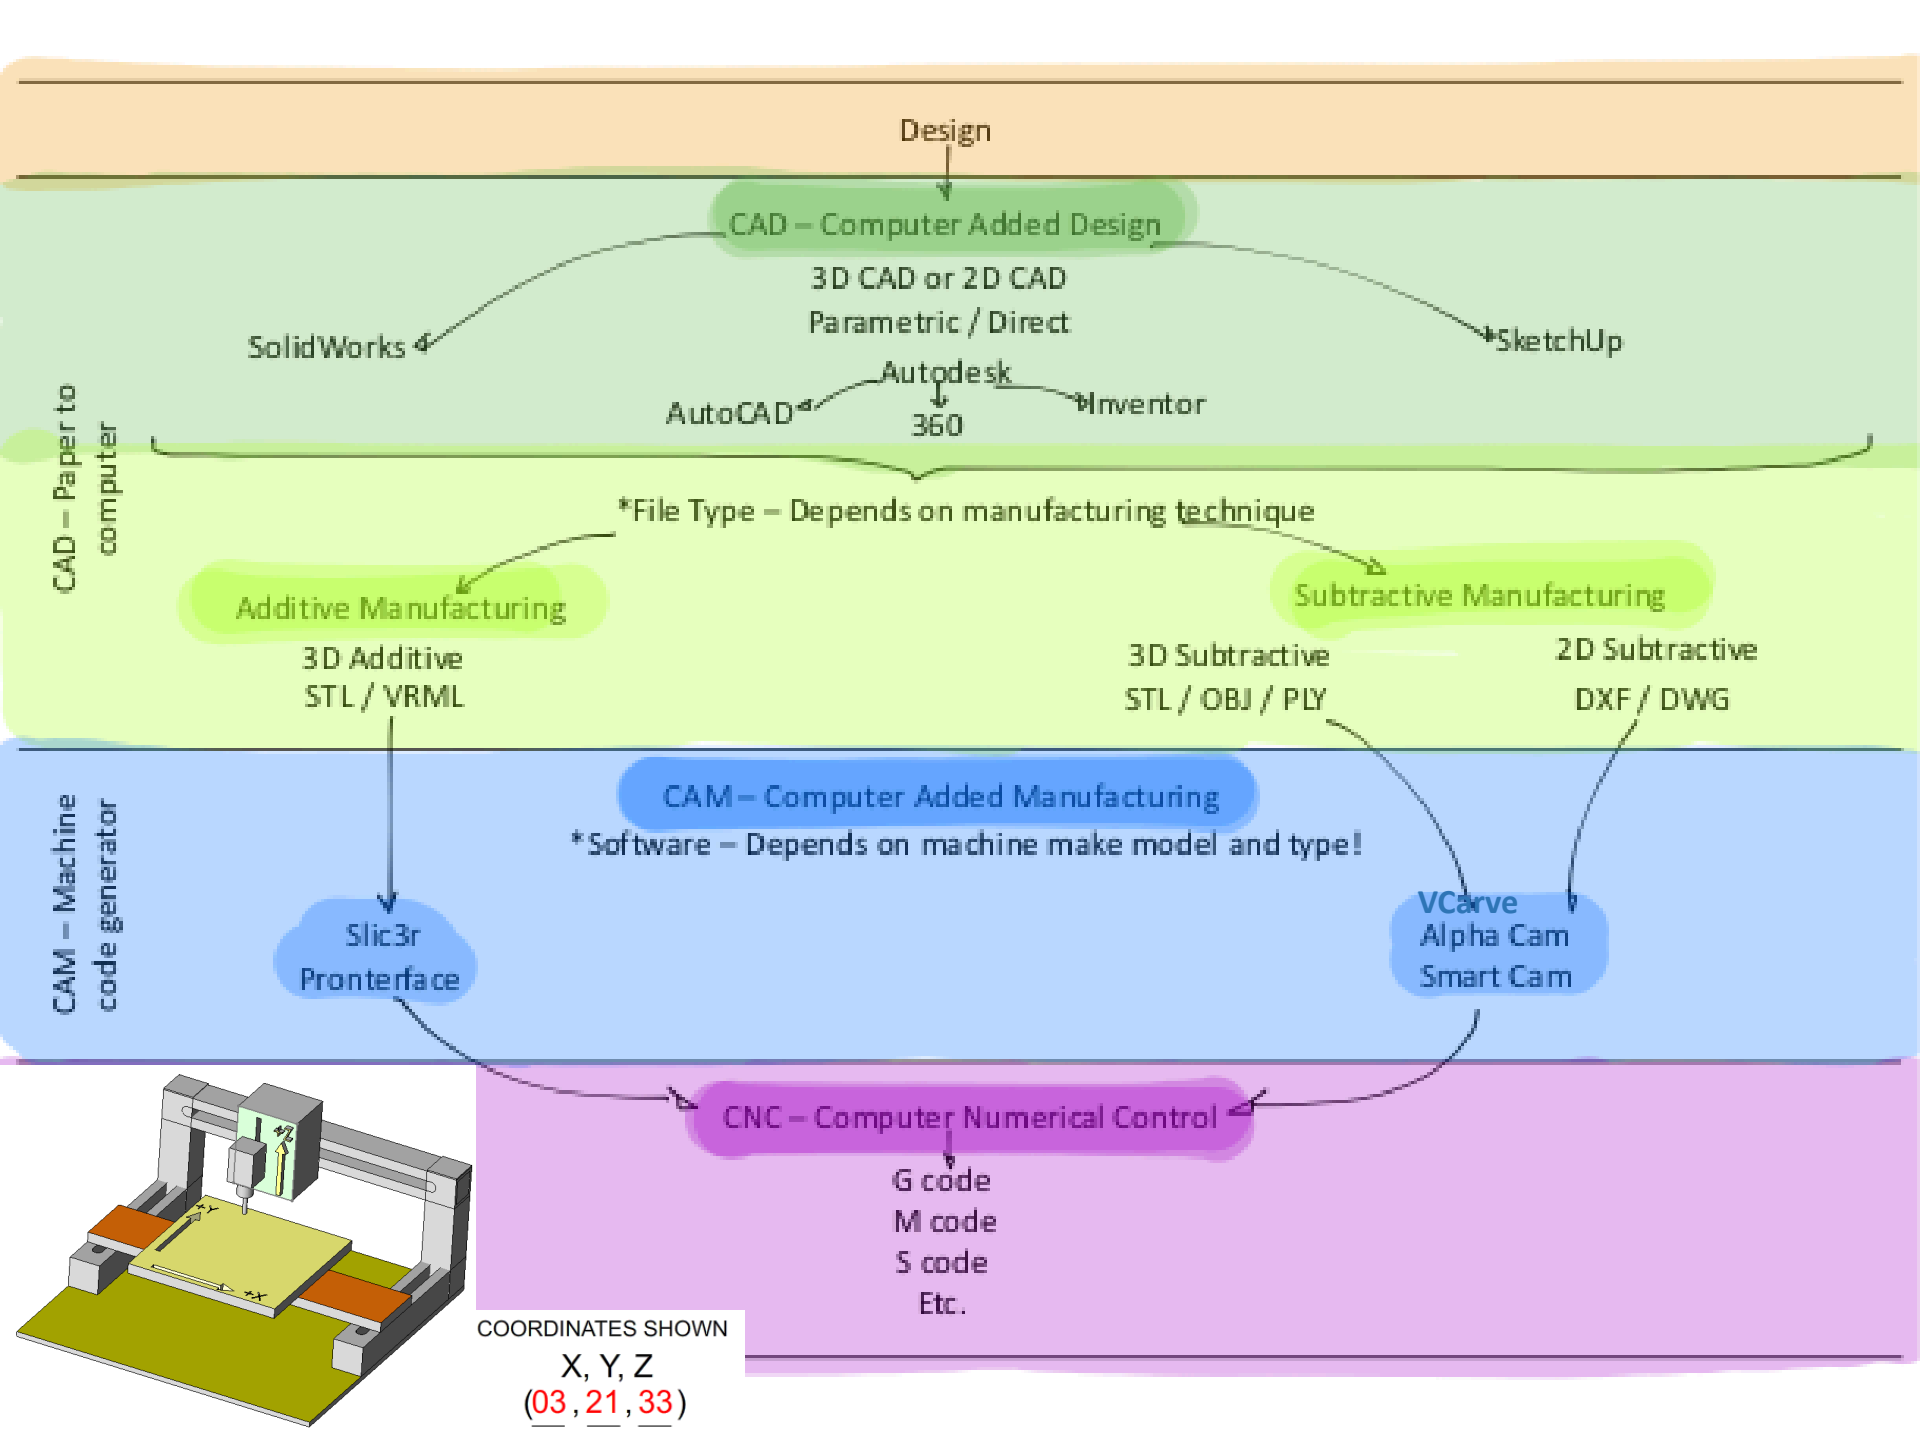 Design
CAD – Computer Added Design
3D CAD or 2D CAD
Parametric / Direct
SolidWorks
SketchUp
Autodesk
AutoCAD
360
Inventor
CAD – Paper to
computer
*File Type – Depends on manufacturing technique
Additive Manufacturing
3D Additive
STL / VRML
Subtractive Manufacturing
3D Subtractive
STL / OBJ / PLY
2D Subtractive
DXF / DWG
CAM – Machine
code generator
CAM – Computer Added Manufacturing
*Software – Depends on machine make model and type!
Slic3r
Pronterface
VCarve
Alpha Cam
Smart Cam
CNC – Computer Numerical Control
G code
M code
S code
Etc.
+Z
+Y
+X
COORDINATES SHOWN
X, Y, Z
(03, 21, 33)